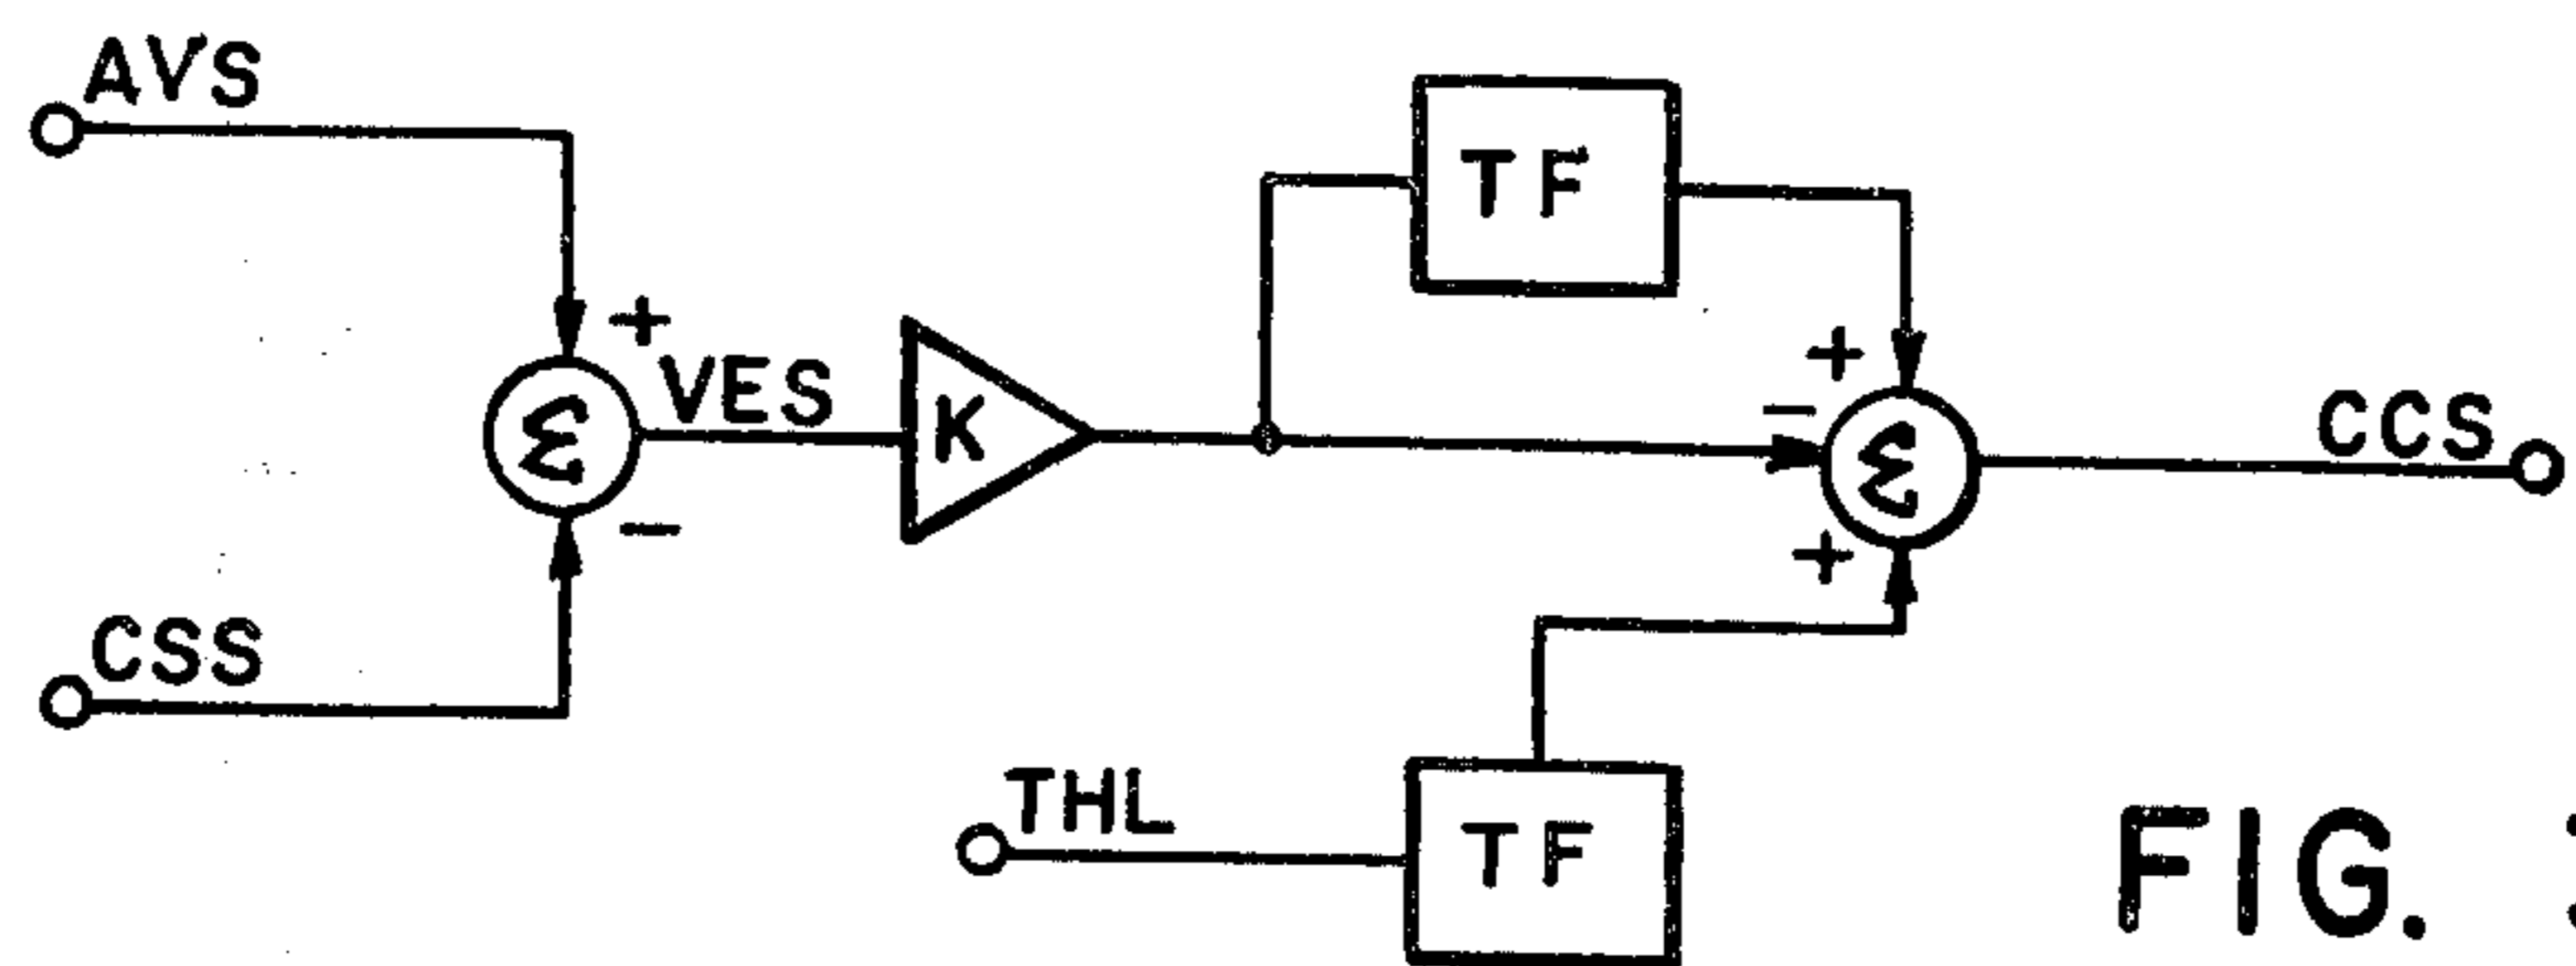 AVS
TF
+
+
VES
K
-
Σ
Σ
CCS
-
+
CSS
THL
TF
FIG.